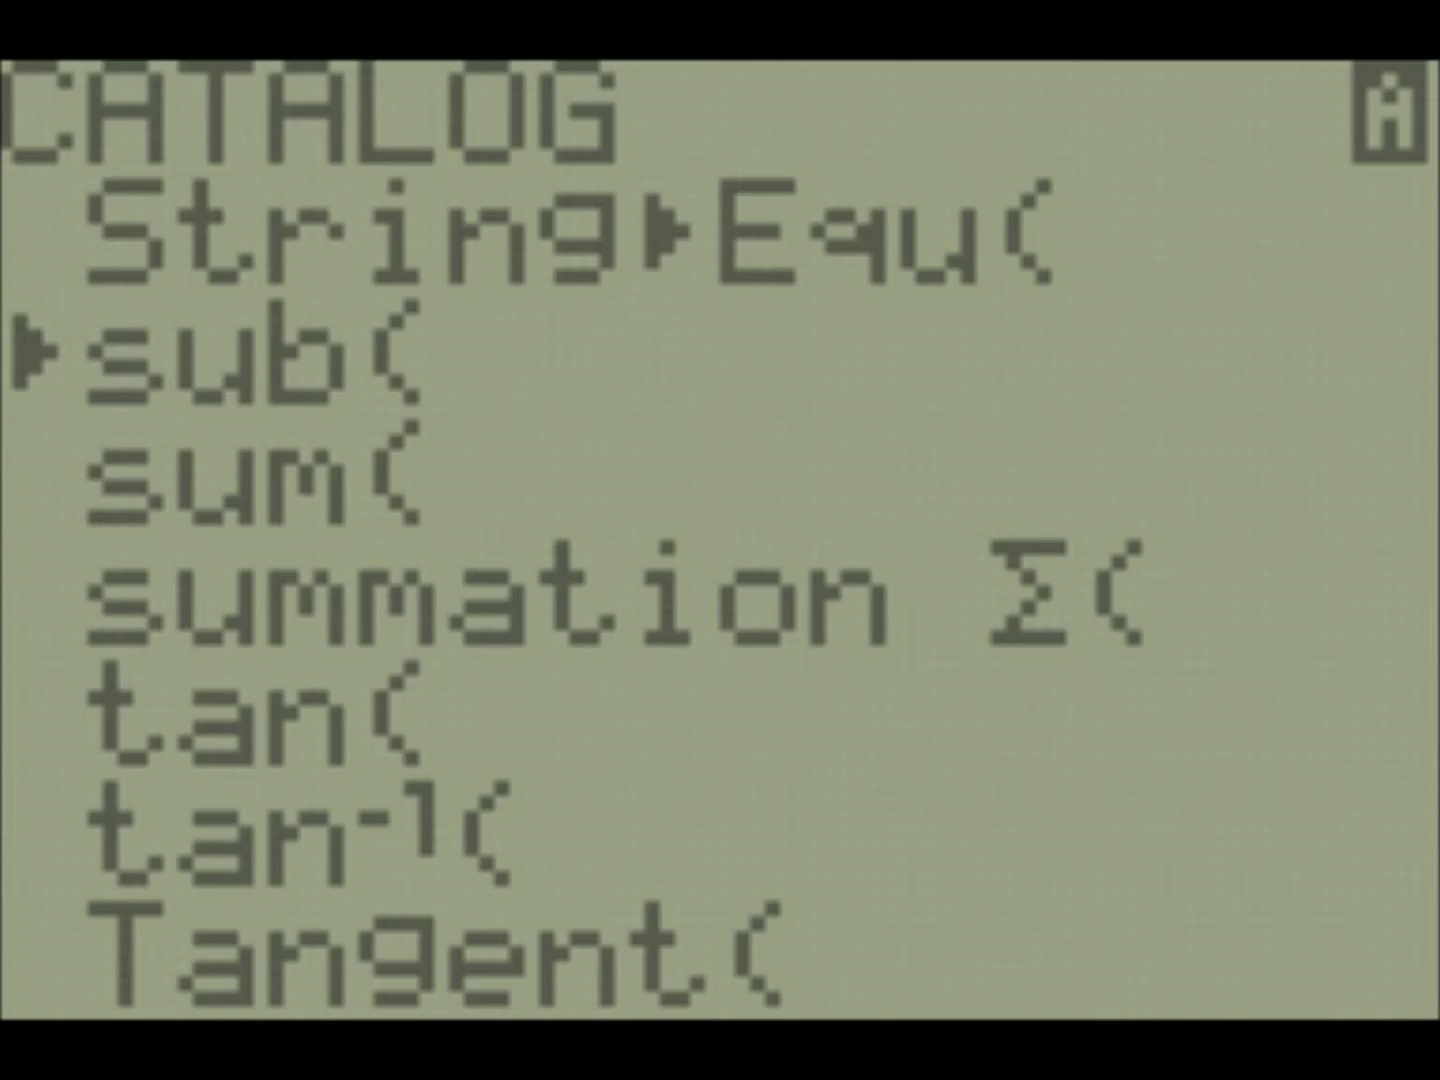 CATALOG A
String▶Equ(
▶sub(
sum(
summation Σ(
tan(
tan⁻¹(
Tangent(